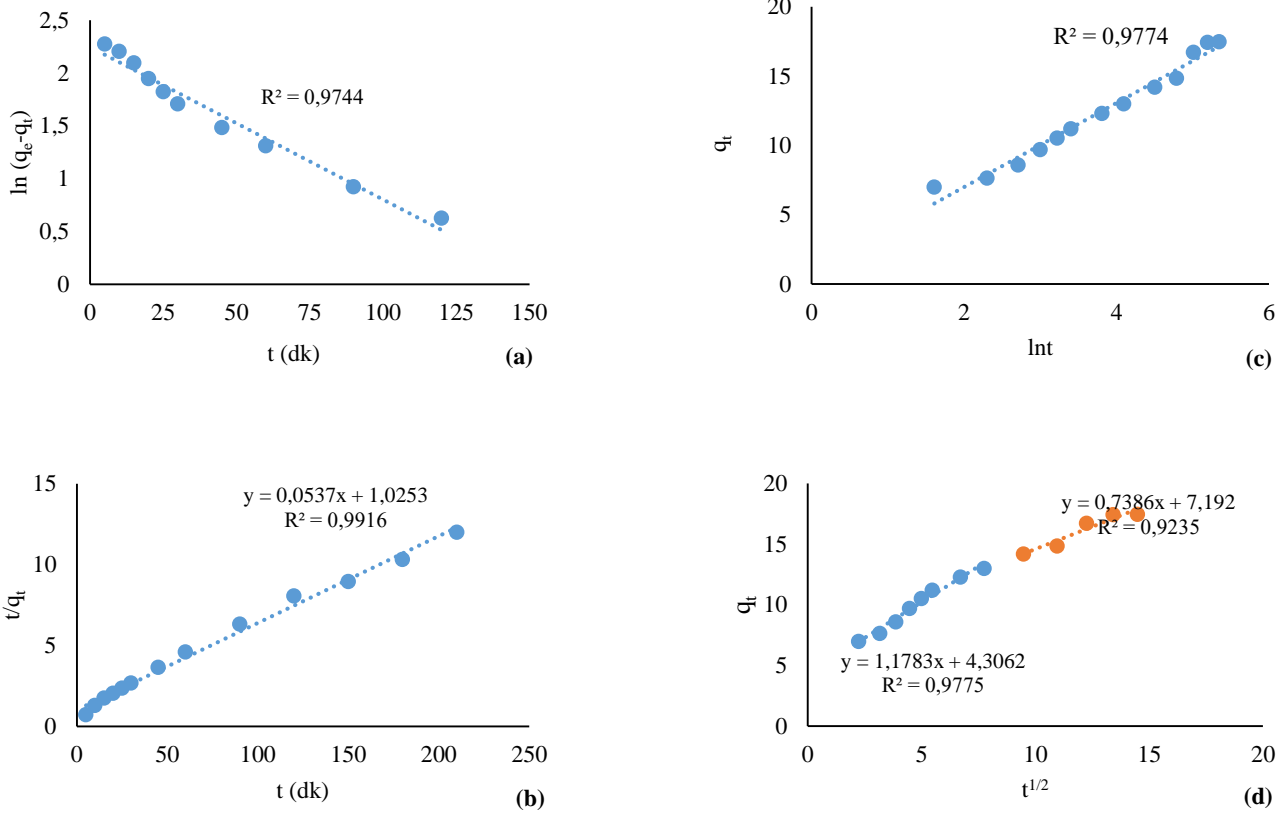 2,5
2
1,5
1
0,5
0
ln (qₑ-qₜ)
R² = 0,9744
0 25 50 75 100 125 150
t (dk)
(a)
20
15
10
5
0
qₜ
R² = 0,9774
0 2 4 6
lnt
(c)
15
10
5
0
t/qₜ
y = 0,0537x + 1,0253
R² = 0,9916
0 50 100 150 200 250
t (dk)
(b)
20
15
10
5
0
qₜ
y = 0,7386x + 7,192
R² = 0,9235
y = 1,1783x + 4,3062
R² = 0,9775
0 5 10 15 20
t^1/2
(d)